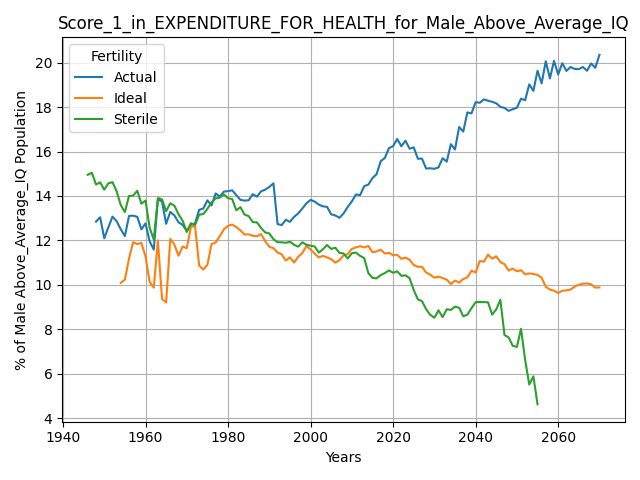 Score_1_in_EXPENDITURE_FOR_HEALTH_for_Male_Above_Average_IQ
Fertility
Actual
Ideal
Sterile
% of Male Above_Average_IQ Population
20
18
16
14
12
10
8
6
4
1940 1960 1980 2000 2020 2040 2060
Years